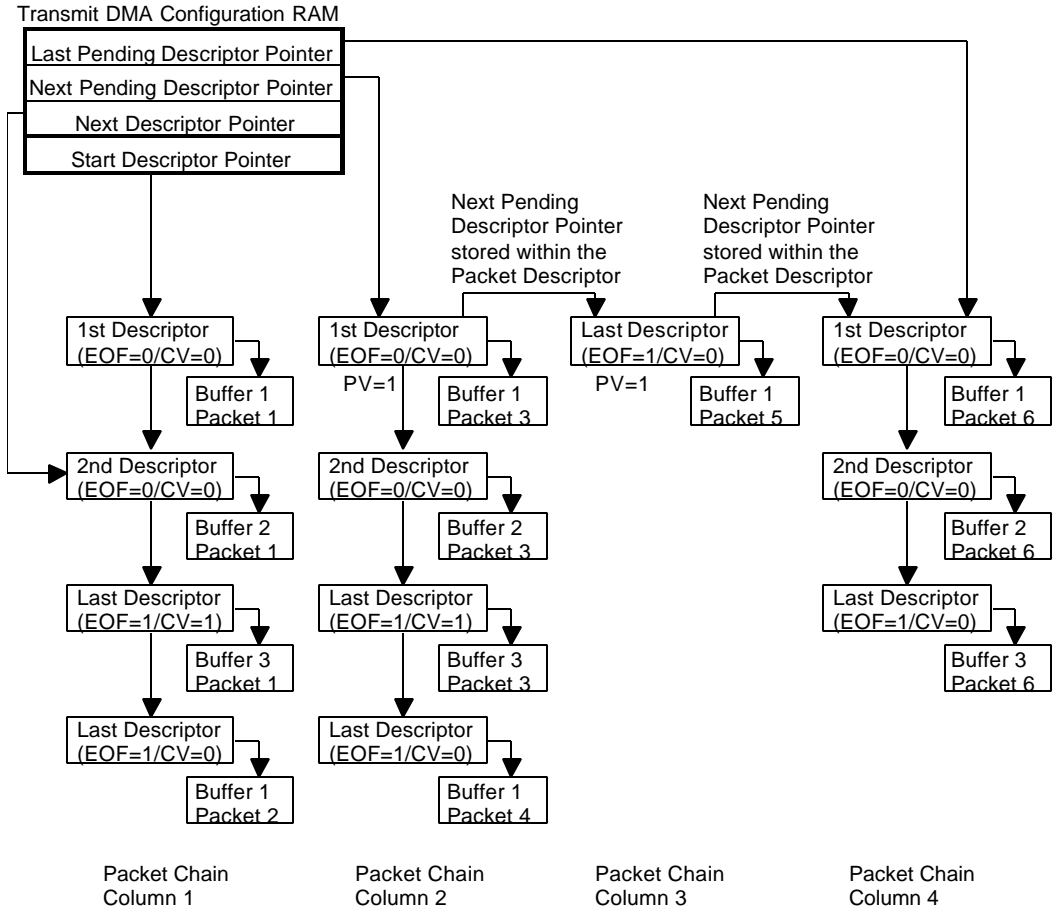 Transmit DMA Configuration RAM
Last Pending Descriptor Pointer
Next Pending Descriptor Pointer
Next Descriptor Pointer
Start Descriptor Pointer
Next Pending
Descriptor Pointer
stored within the
Packet Descriptor
Next Pending
Descriptor Pointer
stored within the
Packet Descriptor
1st Descriptor
(EOF=0/CV=0)
Buffer 1
Packet 1
2nd Descriptor
(EOF=0/CV=0)
Buffer 2
Packet 1
Last Descriptor
(EOF=1/CV=1)
Buffer 3
Packet 1
Last Descriptor
(EOF=1/CV=0)
Buffer 1
Packet 2
1st Descriptor
(EOF=0/CV=0)
PV=1
Buffer 1
Packet 3
2nd Descriptor
(EOF=0/CV=0)
Buffer 2
Packet 3
Last Descriptor
(EOF=1/CV=1)
Buffer 3
Packet 3
Last Descriptor
(EOF=1/CV=0)
Buffer 1
Packet 4
Last Descriptor
(EOF=1/CV=0)
PV=1
Buffer 1
Packet 5
1st Descriptor
(EOF=0/CV=0)
Buffer 1
Packet 6
2nd Descriptor
(EOF=0/CV=0)
Buffer 2
Packet 6
Last Descriptor
(EOF=1/CV=0)
Buffer 3
Packet 6
Packet Chain
Column 1
Packet Chain
Column 2
Packet Chain
Column 3
Packet Chain
Column 4